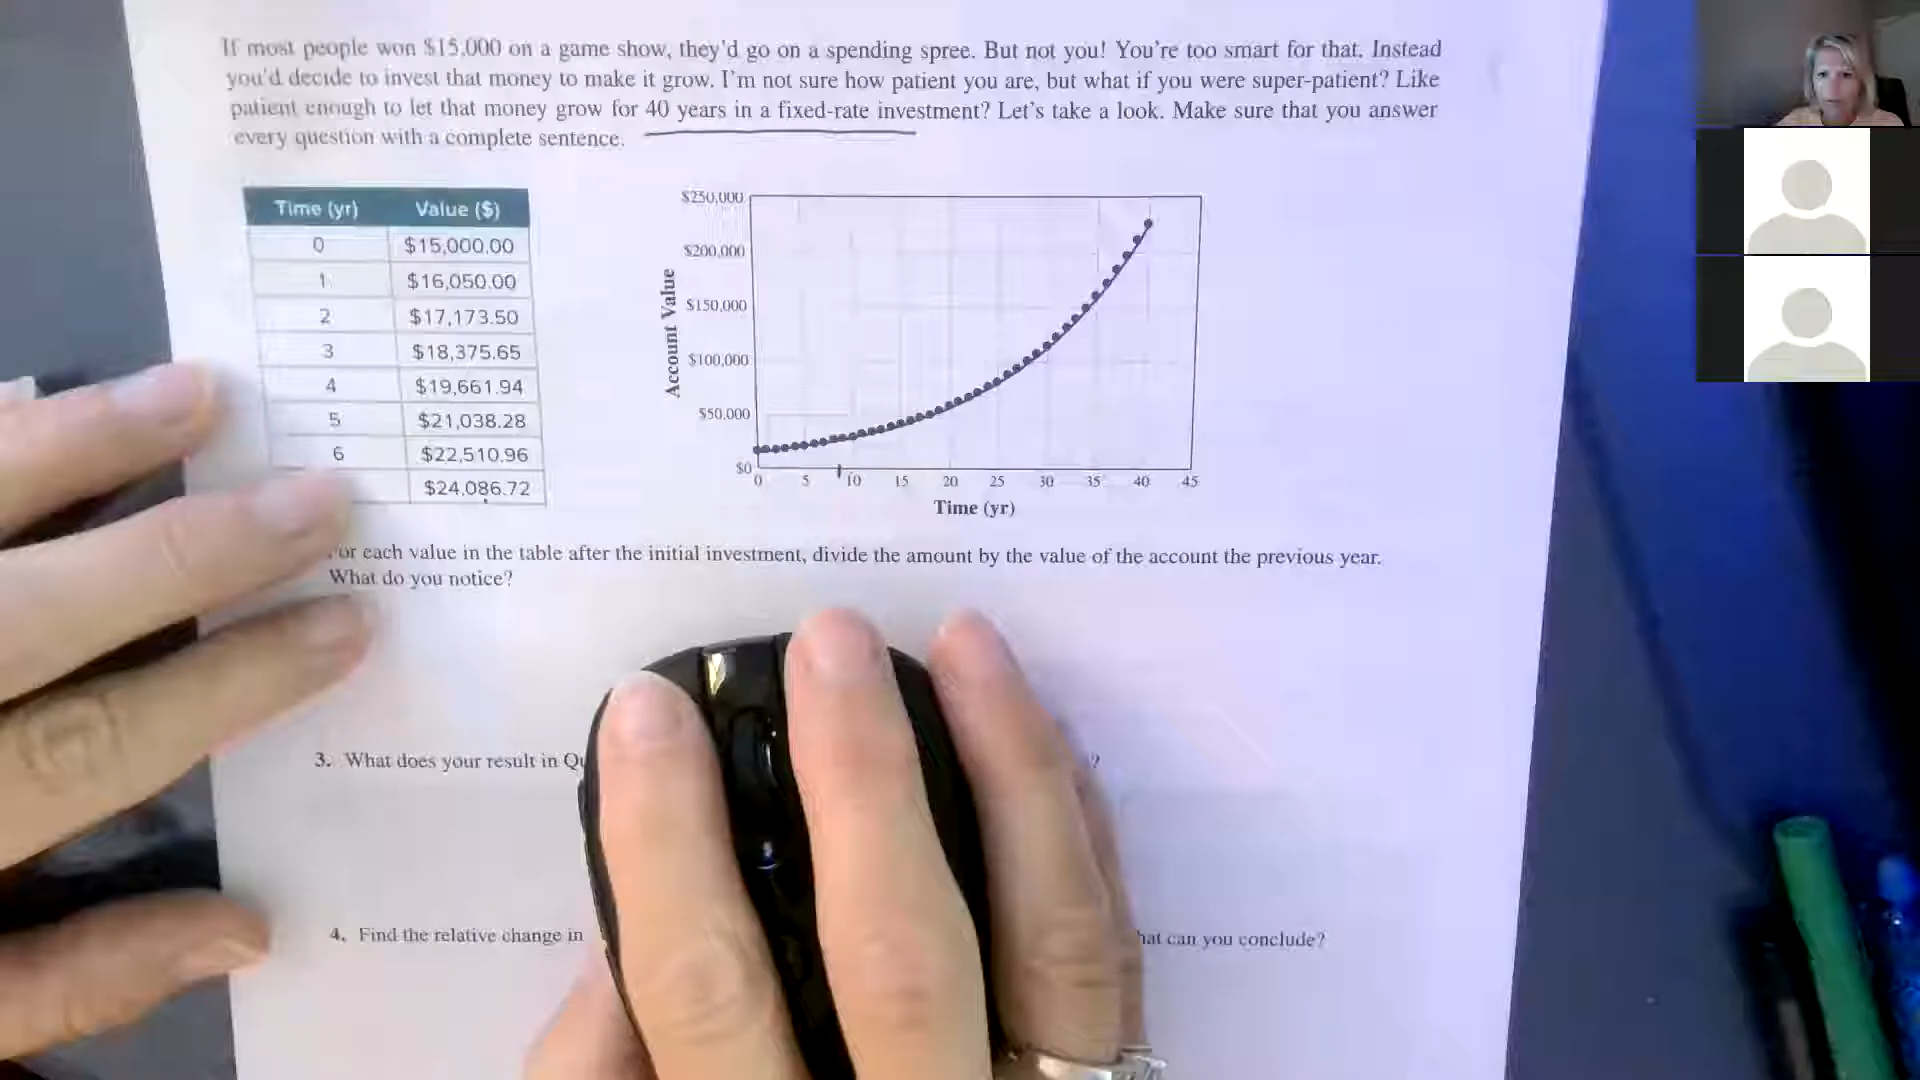 If most people won $15,000 on a game show, they'd go on a spending spree. But not you! You're too smart for that. Instead
you'd decide to invest that money to make it grow. I'm not sure how patient you are, but what if you were super-patient? Like
patient enough to let that money grow for 40 years in a fixed-rate investment? Let's take a look. Make sure that you answer
every question with a complete sentence.
Time (yr) Value ($)
0 $15,000.00
1 $16,050.00
2 $17,173.50
3 $18,375.65
4 $19,661.94
5 $21,038.28
6 $22,510.96
$24,086.72
Account Value
$250,000
$200,000
$150,000
$100,000
$50,000
$0
0 5 10 15 20 25 30 35 40 45
Time (yr)
or each value in the table after the initial investment, divide the amount by the value of the account the previous year.
What do you notice?
3. What does your result in ?
4. Find the relative change in hat can you conclude?